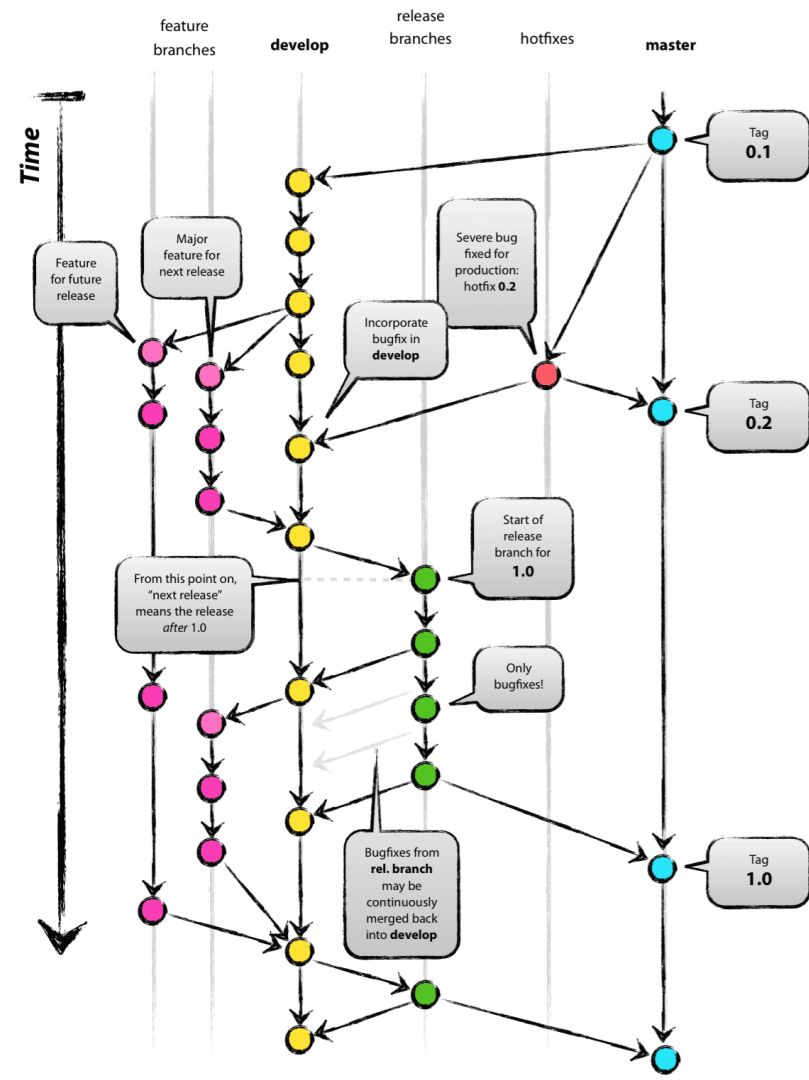 feature
branches
develop
release
branches
hotfixes
master
Time
Tag
0.1
Major
feature for
next release
Severe bug
fixed for
production:
hotfix 0.2
Feature
for future
release
Incorporate
bugfix in
develop
Tag
0.2
Start of
release
branch for
1.0
From this point on,
“next release”
means the release
after 1.0
Only
bugfixes!
Bugfixes from
rel. branch
may be
continuously
merged back
into develop
Tag
1.0